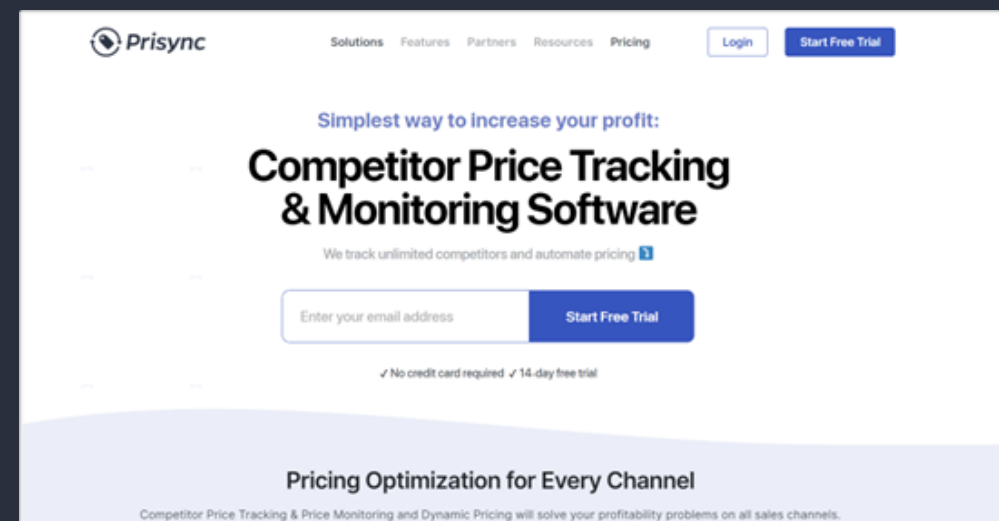 Prisync
Solutions Features Partners Resources Pricing Login Start Free Trial
Simplest way to increase your profit:
Competitor Price Tracking
& Monitoring Software
We track unlimited competitors and automate pricing ⤵️
Enter your email address Start Free Trial
✓ No credit card required ✓ 14-day free trial
Pricing Optimization for Every Channel
Competitor Price Tracking & Price Monitoring and Dynamic Pricing will solve your profitability problems on all sales channels.